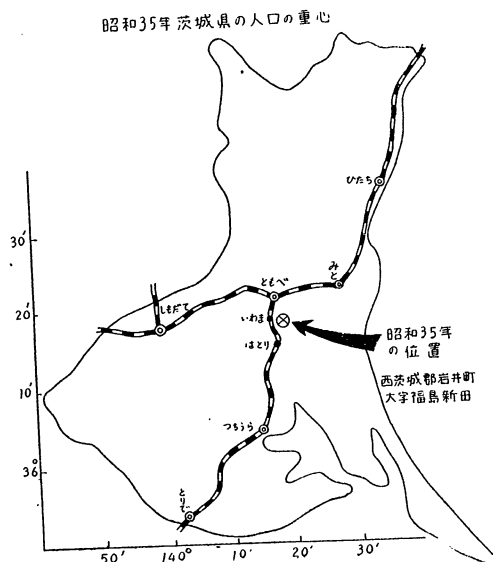 昭和35年茨城県の人口の重心
ひたち
30′
ともべ
みと
しもだて
20′
いわま
昭和35年
の位置
はとり
西茨城郡岩井町
大字福島新田
10′
つちうら
36°
とりで
50′ 140° 10′ 20′ 30′